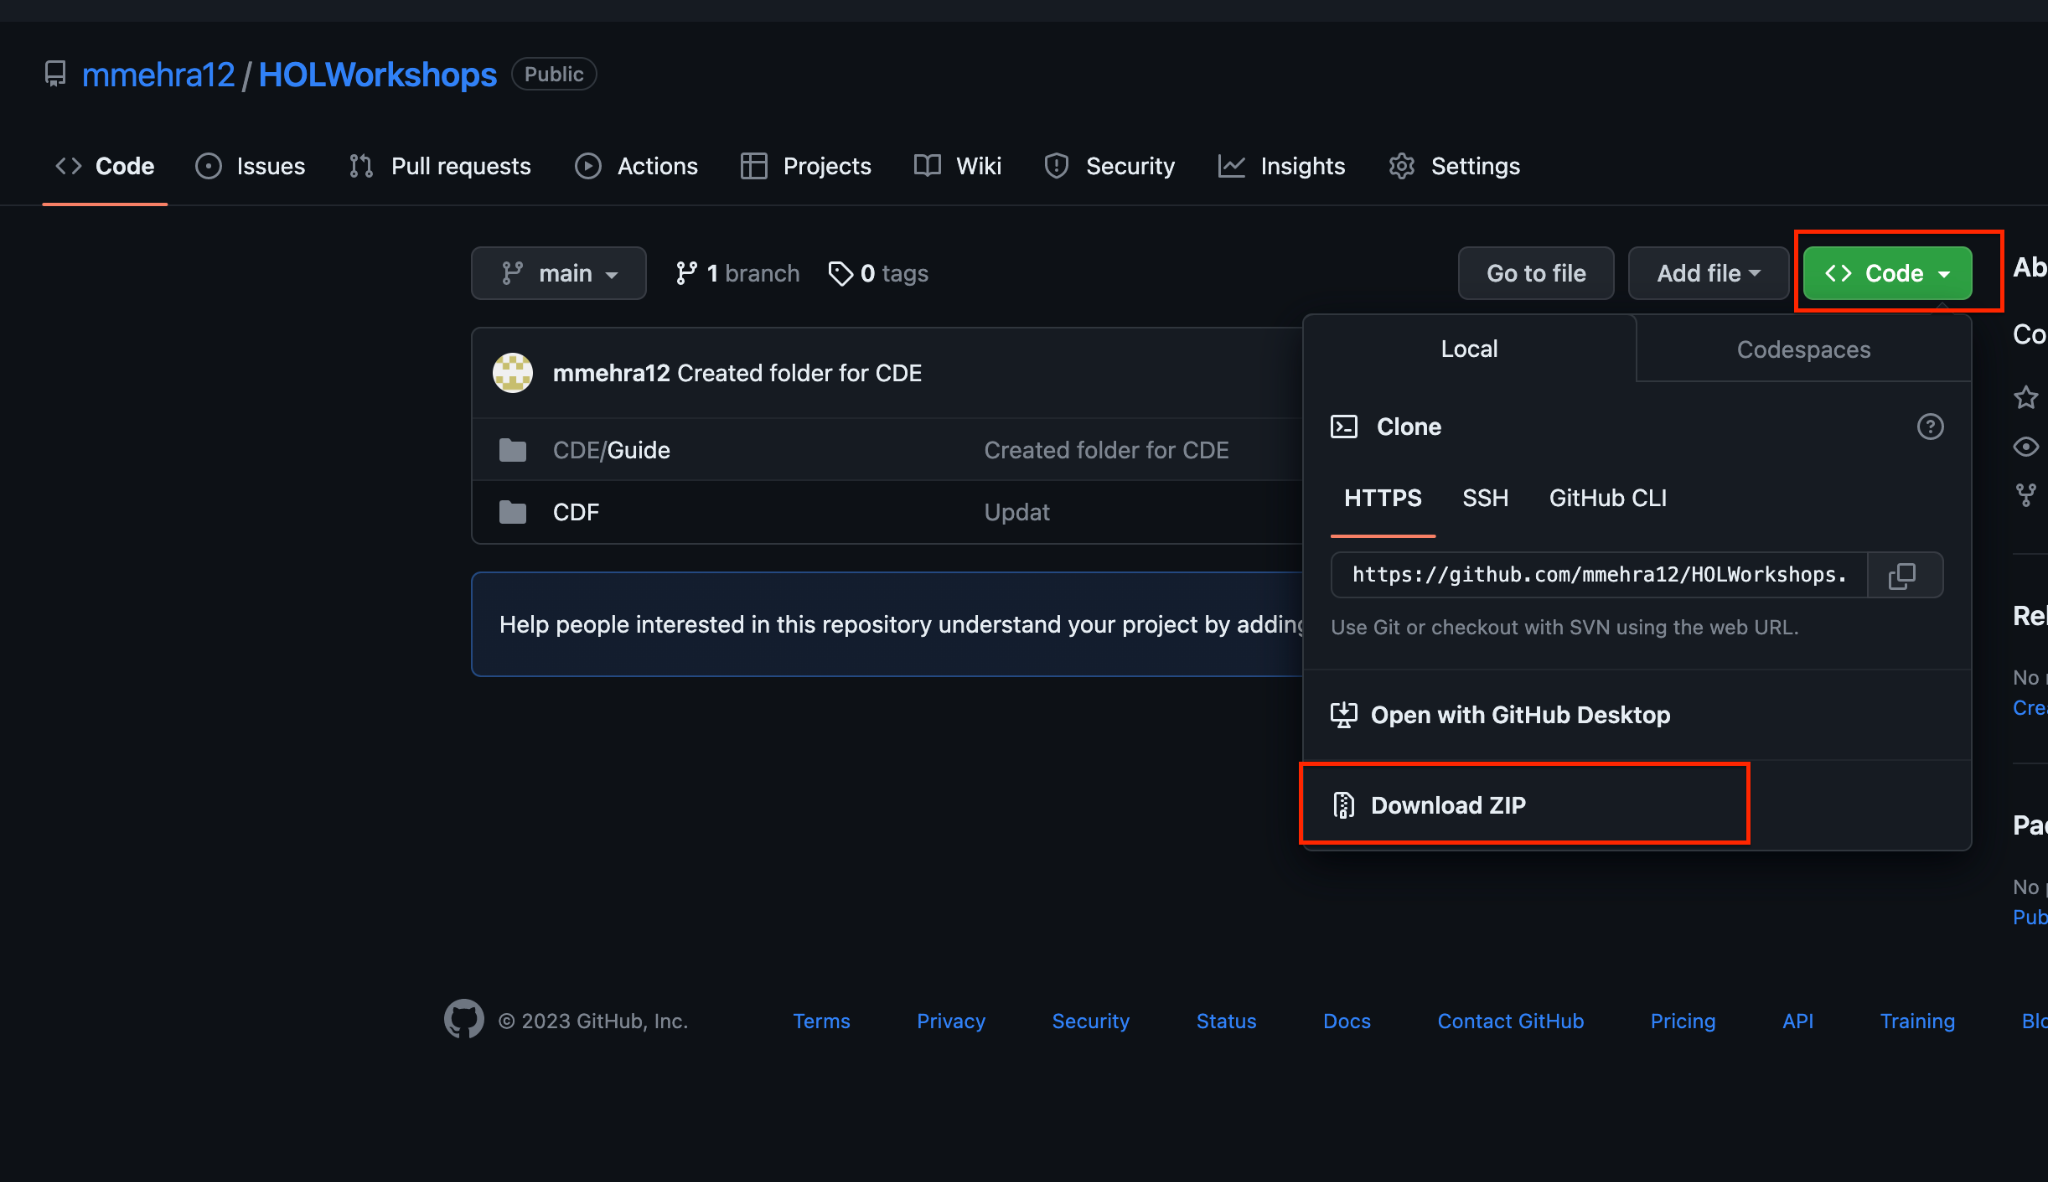 mmehra12 / HOLWorkshops Public
Code Issues Pull requests Actions Projects Wiki Security Insights Settings
main 1 branch 0 tags Go to file Add file Code
mmehra12 Created folder for CDE
CDE/Guide Created folder for CDE
CDF Updat
Help people interested in this repository understand your project by adding
Local Codespaces
Clone
HTTPS SSH GitHub CLI
https://github.com/mmehra12/HOLWorkshops.
Use Git or checkout with SVN using the web URL.
Open with GitHub Desktop
Download ZIP
Ab
Co
Rel
No
Crea
Pac
No
Pub
© 2023 GitHub, Inc. Terms Privacy Security Status Docs Contact GitHub Pricing API Training Blo